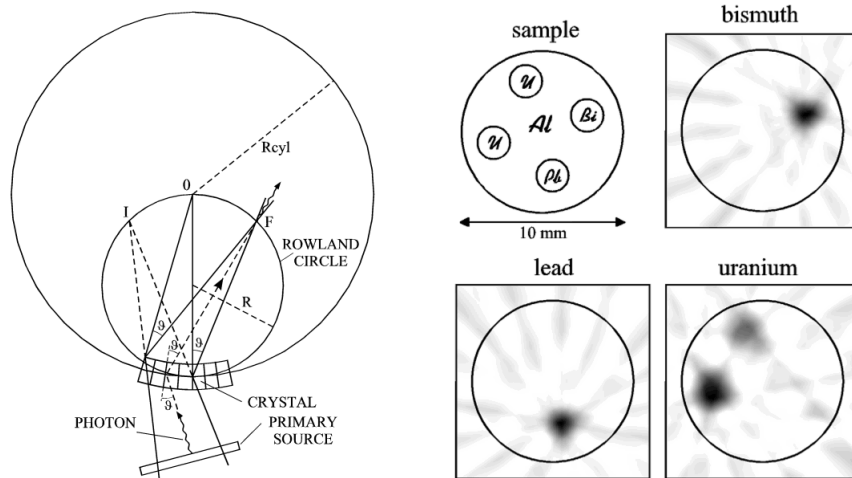 0
Rcyl
I
F
ROWLAND
CIRCLE
R
ϑ
ϑ
ϑ
ϑ
CRYSTAL
PHOTON
PRIMARY
SOURCE
sample
U
Al
Bi
U
Pb
10 mm
bismuth
lead
uranium